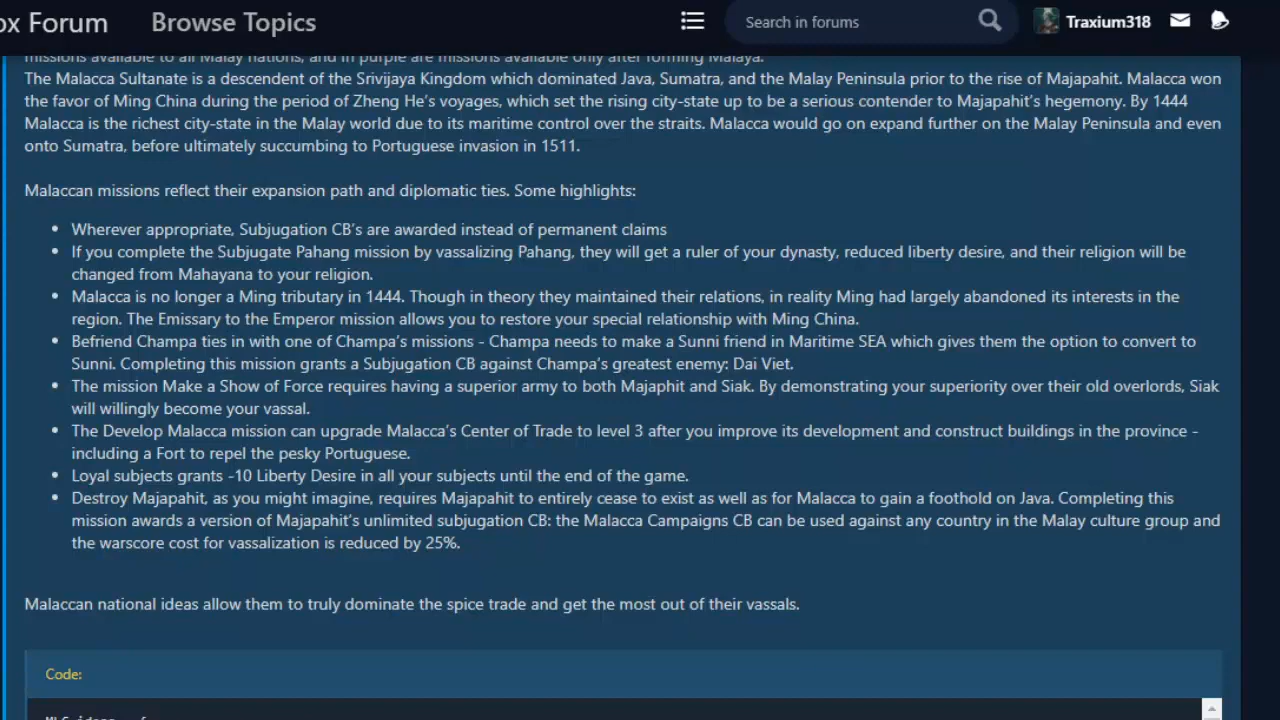 ox Forum Browse Topics Search in forums Traxium318
missions available to all Malay nations, and in purple are missions available only after forming Malaya.
The Malacca Sultanate is a descendent of the Srivijaya Kingdom which dominated Java, Sumatra, and the Malay Peninsula prior to the rise of Majapahit. Malacca won
the favor of Ming China during the period of Zheng He's voyages, which set the rising city-state up to be a serious contender to Majapahit's hegemony. By 1444
Malacca is the richest city-state in the Malay world due to its maritime control over the straits. Malacca would go on expand further on the Malay Peninsula and even
onto Sumatra, before ultimately succumbing to Portuguese invasion in 1511.
Malaccan missions reflect their expansion path and diplomatic ties. Some highlights:
• Wherever appropriate, Subjugation CB's are awarded instead of permanent claims
• If you complete the Subjugate Pahang mission by vassalizing Pahang, they will get a ruler of your dynasty, reduced liberty desire, and their religion will be
changed from Mahayana to your religion.
• Malacca is no longer a Ming tributary in 1444. Though in theory they maintained their relations, in reality Ming had largely abandoned its interests in the
region. The Emissary to the Emperor mission allows you to restore your special relationship with Ming China.
• Befriend Champa ties in with one of Champa's missions - Champa needs to make a Sunni friend in Maritime SEA which gives them the option to convert to
Sunni. Completing this mission grants a Subjugation CB against Champa's greatest enemy: Dai Viet.
• The mission Make a Show of Force requires having a superior army to both Majaphit and Siak. By demonstrating your superiority over their old overlords, Siak
will willingly become your vassal.
• The Develop Malacca mission can upgrade Malacca's Center of Trade to level 3 after you improve its development and construct buildings in the province -
including a Fort to repel the pesky Portuguese.
• Loyal subjects grants -10 Liberty Desire in all your subjects until the end of the game.
• Destroy Majapahit, as you might imagine, requires Majapahit to entirely cease to exist as well as for Malacca to gain a foothold on Java. Completing this
mission awards a version of Majapahit's unlimited subjugation CB: the Malacca Campaigns CB can be used against any country in the Malay culture group and
the warscore cost for vassalization is reduced by 25%.
Malaccan national ideas allow them to truly dominate the spice trade and get the most out of their vassals.
Code: